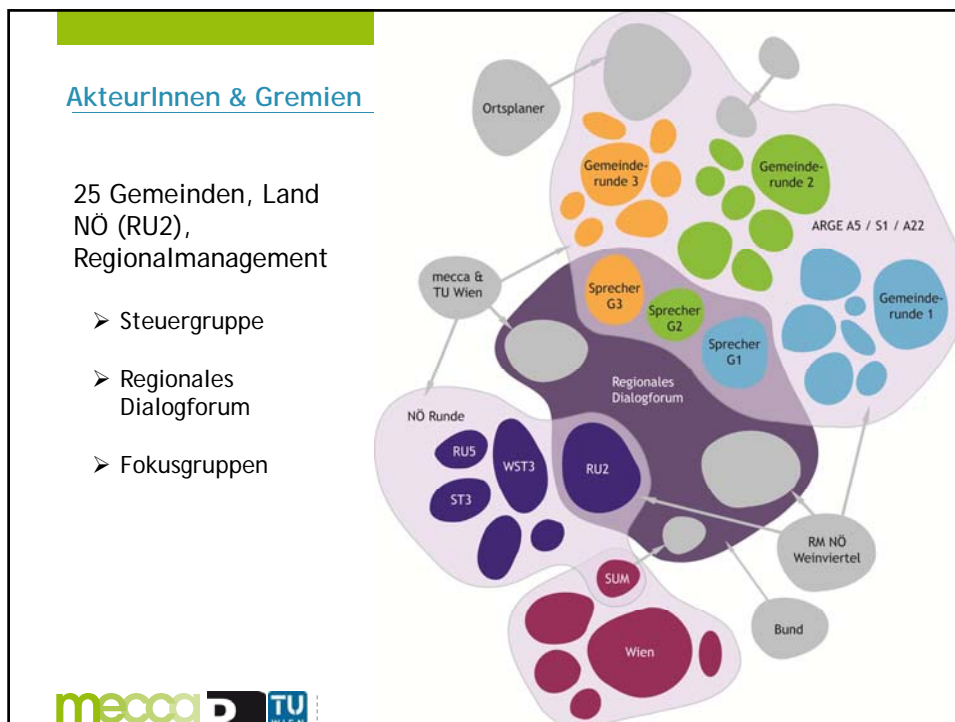 AkteurInnen & Gremien
25 Gemeinden, Land
NÖ (RU2),
Regionalmanagement
➢ Steuergruppe
➢ Regionales
Dialogforum
➢ Fokusgruppen
Ortsplaner
Gemeinde-
runde 3
Gemeinde-
runde 2
ARGE A5 / S1 / A22
mecca &
TU Wien
Sprecher
G3
Sprecher
G2
Sprecher
G1
Gemeinde-
runde 1
Regionales
Dialogforum
NÖ Runde
RU5
WST3
RU2
ST3
RM NÖ
Weinviertel
SUM
Bund
Wien
mecca
TU
WIEN